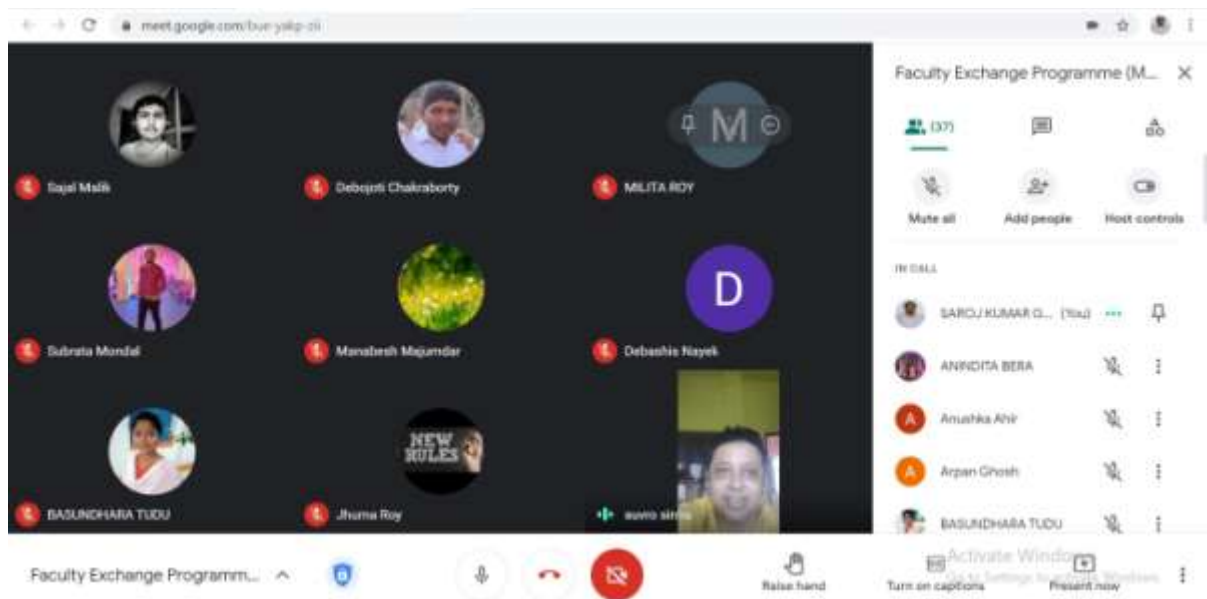 meet.google.com/bue-yakp-zii
Sajal Malik
Debojoti Chakraborty
M
MILITA ROY
Subrata Mondal
Manabesh Majumdar
D
Debashis Nayek
BASUNDHARA TUDU
NEW
RULES
Jhuma Roy
Faculty Exchange Programme (M...
(37)
Mute all
Add people
Host controls
IN CALL
SAROJ KUMAR G... (You)
ANINDITA BERA
A
Anushka Ahir
A
Arpan Ghosh
BASUNDHARA TUDU
Activate Windows
Faculty Exchange Programm...
Raise hand
Turn on captions
Present now